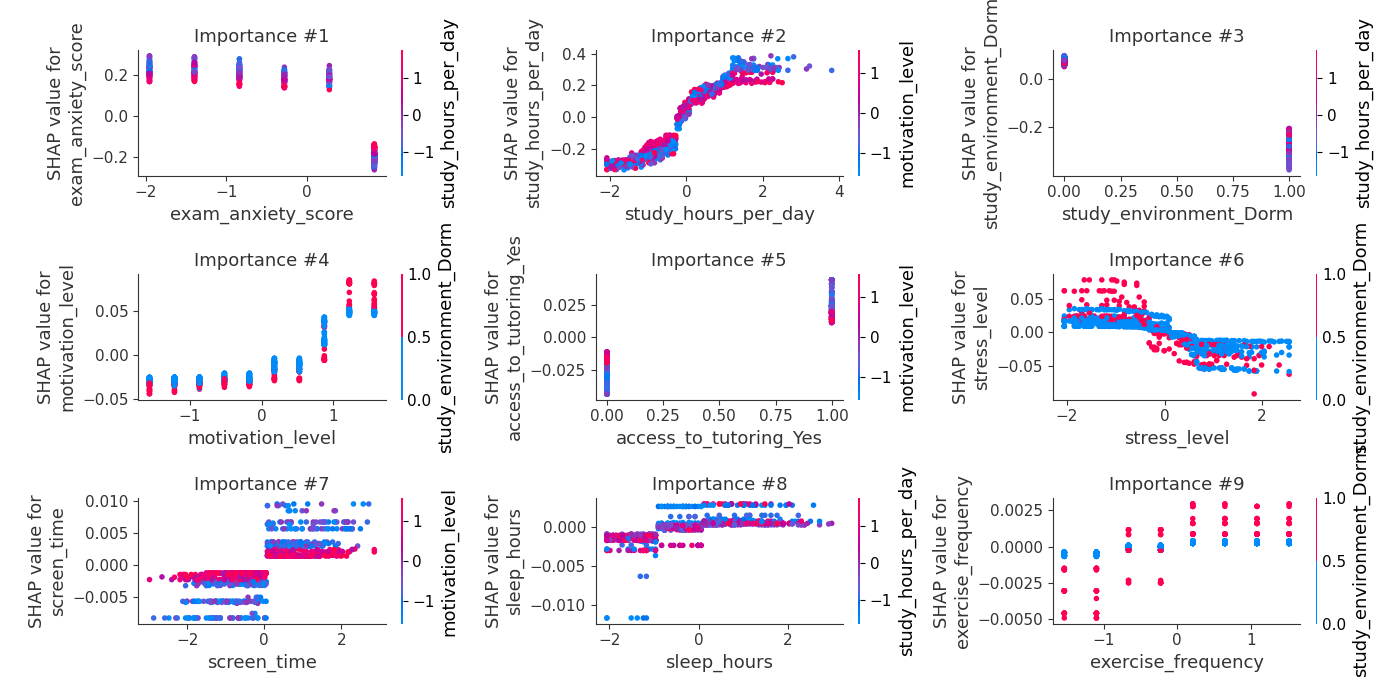 Importance #1
SHAP value for
exam_anxiety_score
0.2
0.0
−0.2
−2
−1
0
exam_anxiety_score
1
0
−1
study_hours_per_day
Importance #2
SHAP value for
study_hours_per_day
0.4
0.2
0.0
−0.2
−2
0
2
4
study_hours_per_day
1
0
−1
motivation_level
Importance #3
SHAP value for
study_environment_Dorm
0.0
−0.2
0.00
0.25
0.50
0.75
1.00
study_environment_Dorm
1
0
−1
study_hours_per_day
Importance #4
SHAP value for
motivation_level
0.05
0.00
−0.05
−1
0
1
motivation_level
1.0
0.5
0.0
study_environment_Dorm
Importance #5
SHAP value for
access_to_tutoring_Yes
0.025
0.000
−0.025
0.00
0.25
0.50
0.75
1.00
access_to_tutoring_Yes
1
0
−1
motivation_level
Importance #6
SHAP value for
stress_level
0.05
0.00
−0.05
−2
0
2
stress_level
1.0
0.5
0.0
study_environment_Dorm
Importance #7
SHAP value for
screen_time
0.010
0.005
0.000
−0.005
−2
0
2
screen_time
1
0
−1
motivation_level
Importance #8
SHAP value for
sleep_hours
0.000
−0.005
−0.010
−2
0
2
sleep_hours
1
0
−1
study_hours_per_day
Importance #9
SHAP value for
exercise_frequency
0.0025
0.0000
−0.0025
−0.0050
−1
0
1
exercise_frequency
1.0
0.5
0.0
study_environment_Dorm